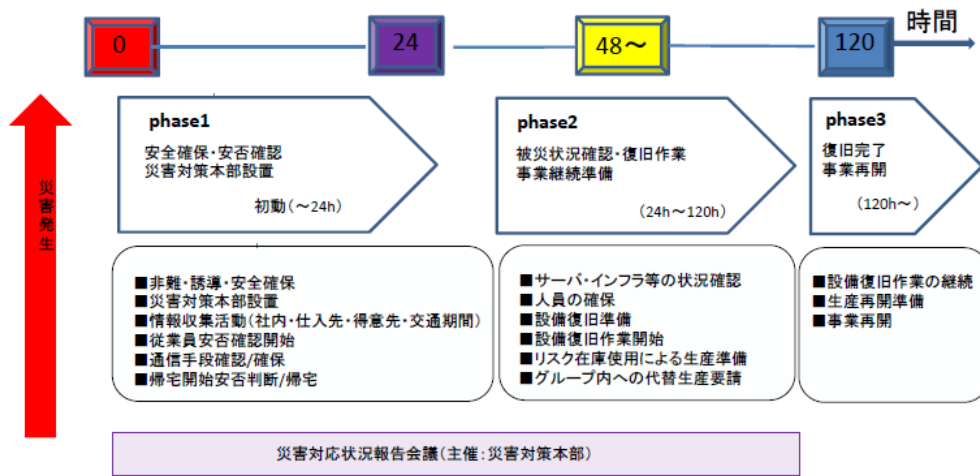 0
24
48～
120
時間
災害発生
phase1
安全確保・安否確認
災害対策本部設置
初動(～24h)
phase2
被災状況確認・復旧作業
事業継続準備
(24h～120h)
phase3
復旧完了
事業再開
(120h～)
■非難・誘導・安全確保
■災害対策本部設置
■情報収集活動(社内・仕入先・得意先・交通期間)
■従業員安否確認開始
■通信手段確認/確保
■帰宅開始安否判断/帰宅
■サーバ・インフラ等の状況確認
■人員の確保
■設備復旧準備
■設備復旧作業開始
■リスク在庫使用による生産準備
■グループ内への代替生産要請
■設備復旧作業の継続
■生産再開準備
■事業再開
災害対応状況報告会議(主催:災害対策本部)